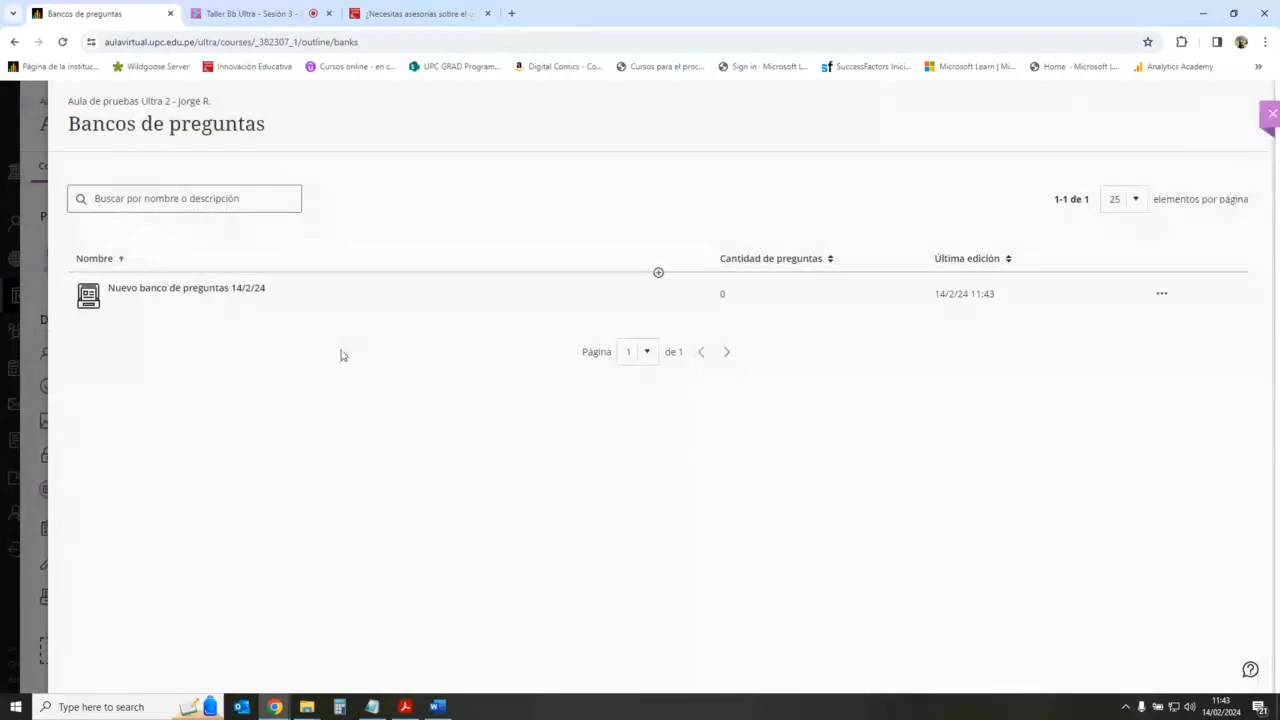 Bancos de preguntas
Taller Bb Ultra - Sesión 3 -
¿Necesitas asesorías sobre el u
aulavirtual.upc.edu.pe/ultra/courses/_382307_1/outline/banks
Página de la instituc...
Wildgoose Server
Innovación Educativa
Cursos online - en c...
UPC GRAD Program...
Digital Comics - Co...
Cursos para el proc...
Sign in · Microsoft L...
SuccessFactors Inici...
Microsoft Learn | Mi...
Home · Microsoft L...
Analytics Academy
Aula de pruebas Ultra 2 - Jorge R.
Bancos de preguntas
Buscar por nombre o descripción
1-1 de 1
25
elementos por página
Nombre
Cantidad de preguntas
Última edición
Nuevo banco de preguntas 14/2/24
0
14/2/24 11:43
Página
1
de 1
Type here to search
11:43
14/02/2024
21